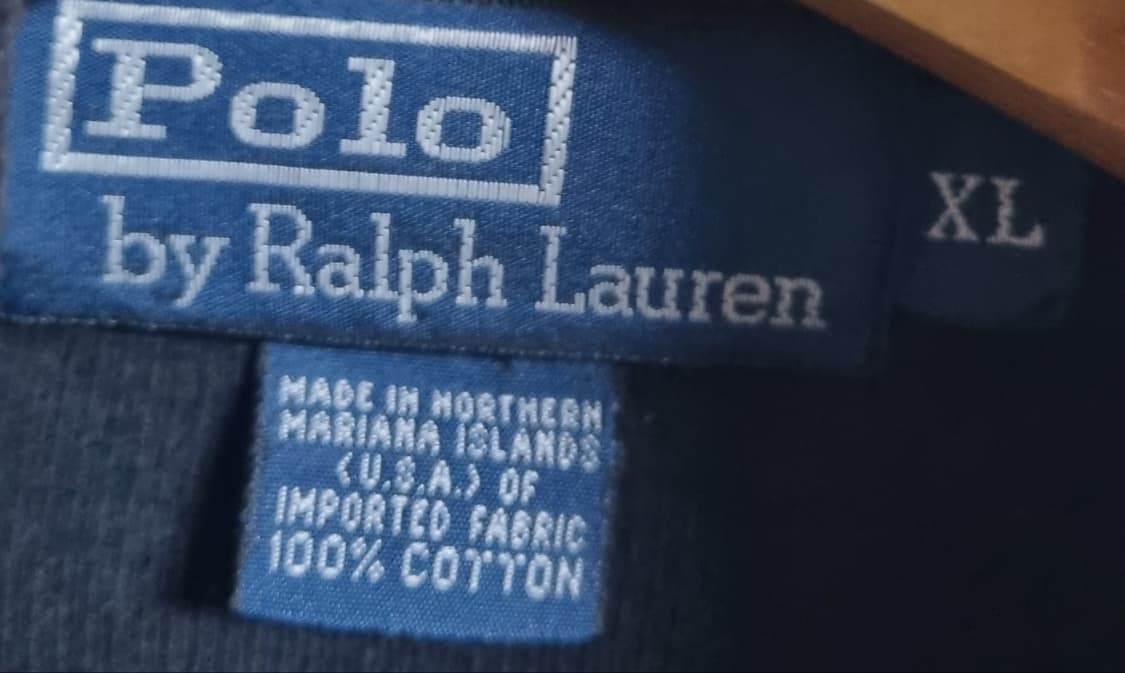 Polo
by Ralph Lauren
XL
MADE IN NORTHERN
MARIANA ISLANDS
(U.S.A.) OF
IMPORTED FABRIC
100% COTTON